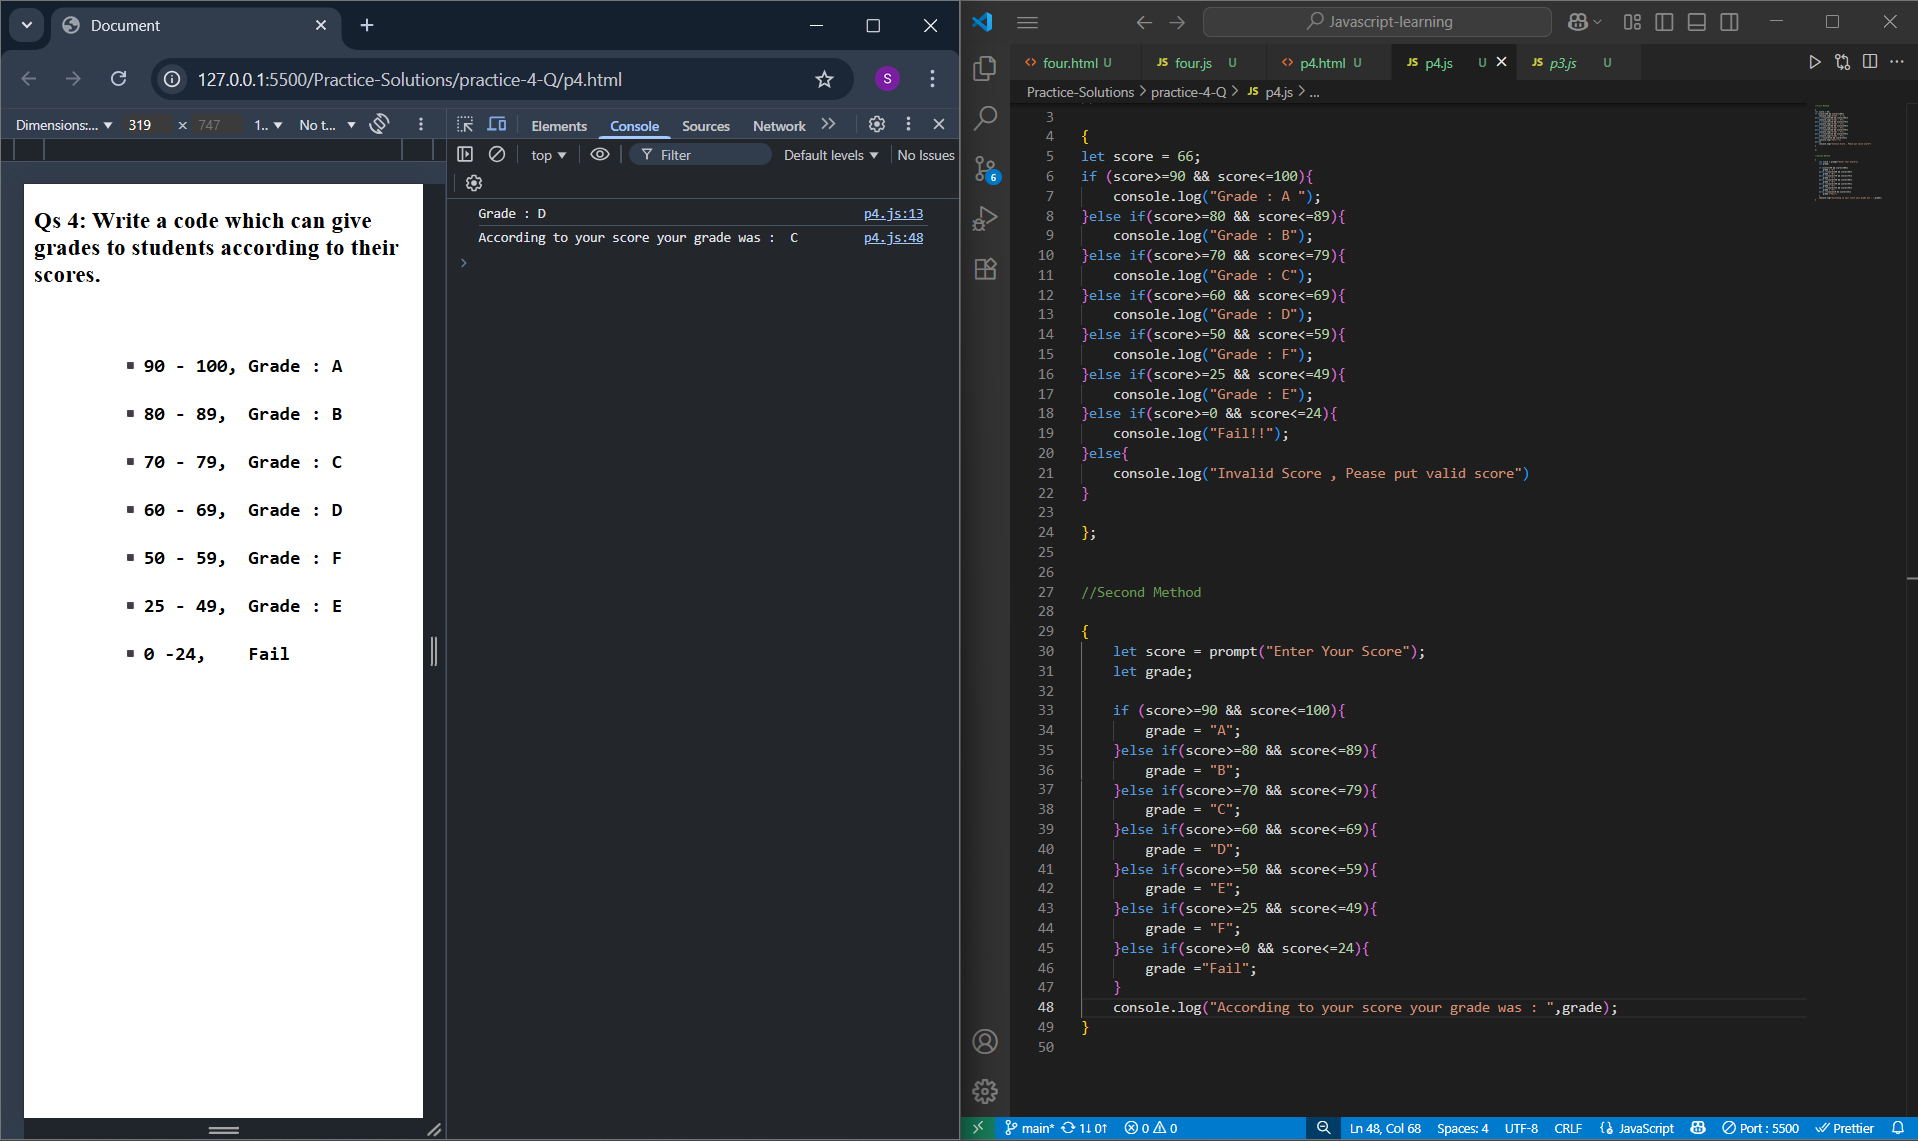 Document
127.0.0.1:5500/Practice-Solutions/practice-4-Q/p4.html
S
Dimensions:... 319 × 747 1.. No t...
Elements Console Sources Network
top Filter Default levels No Issues
Grade : D p4.js:13
According to your score your grade was :  C p4.js:48
Qs 4: Write a code which can give
grades to students according to their
scores.
90 - 100, Grade : A
80 - 89, Grade : B
70 - 79, Grade : C
60 - 69, Grade : D
50 - 59, Grade : F
25 - 49, Grade : E
0 -24, Fail
Javascript-learning
four.html U four.js U p4.html U p4.js U p3.js U
Practice-Solutions > practice-4-Q > JS p4.js > ...
6
3
4 {
5 let score = 66;
6 if (score>=90 && score<=100){
7 console.log("Grade : A ");
8 }else if(score>=80 && score<=89){
9 console.log("Grade : B");
10 }else if(score>=70 && score<=79){
11 console.log("Grade : C");
12 }else if(score>=60 && score<=69){
13 console.log("Grade : D");
14 }else if(score>=50 && score<=59){
15 console.log("Grade : F");
16 }else if(score>=25 && score<=49){
17 console.log("Grade : E");
18 }else if(score>=0 && score<=24){
19 console.log("Fail!!");
20 }else{
21 console.log("Invalid Score , Pease put valid score")
22 }
23
24 };
25
26
27 //Second Method
28
29 {
30 let score = prompt("Enter Your Score");
31 let grade;
32
33 if (score>=90 && score<=100){
34 grade = "A";
35 }else if(score>=80 && score<=89){
36 grade = "B";
37 }else if(score>=70 && score<=79){
38 grade = "C";
39 }else if(score>=60 && score<=69){
40 grade = "D";
41 }else if(score>=50 && score<=59){
42 grade = "E";
43 }else if(score>=25 && score<=49){
44 grade = "F";
45 }else if(score>=0 && score<=24){
46 grade ="Fail";
47 }
48 console.log("According to your score your grade was : ",grade);
49 }
50
main* 1↓ 0↑ 0 0 Ln 48, Col 68 Spaces: 4 UTF-8 CRLF JavaScript Port : 5500 Prettier